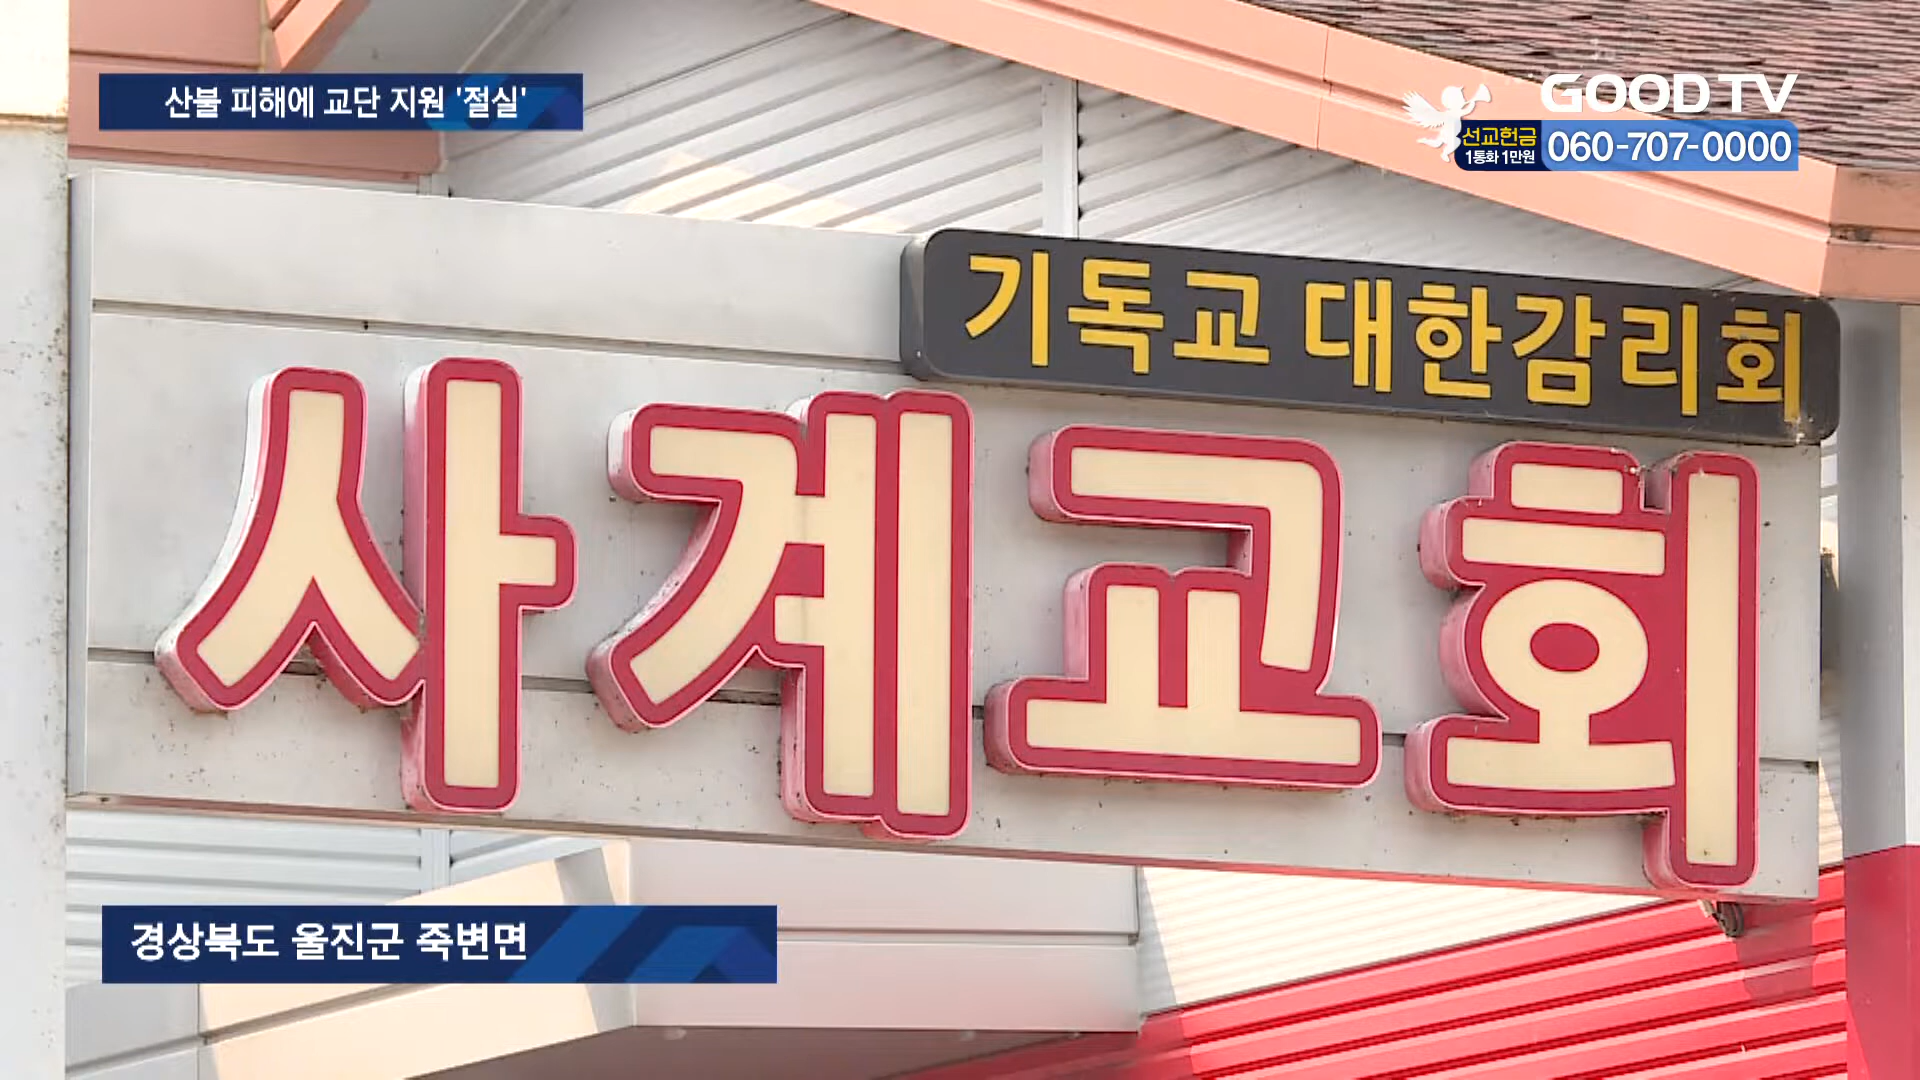 산불 피해에 교단 지원 '절실'
GOOD TV
선교헌금
1통화 1만원
060-707-0000
기독교 대한감리회
사계교회
경상북도 울진군 죽변면